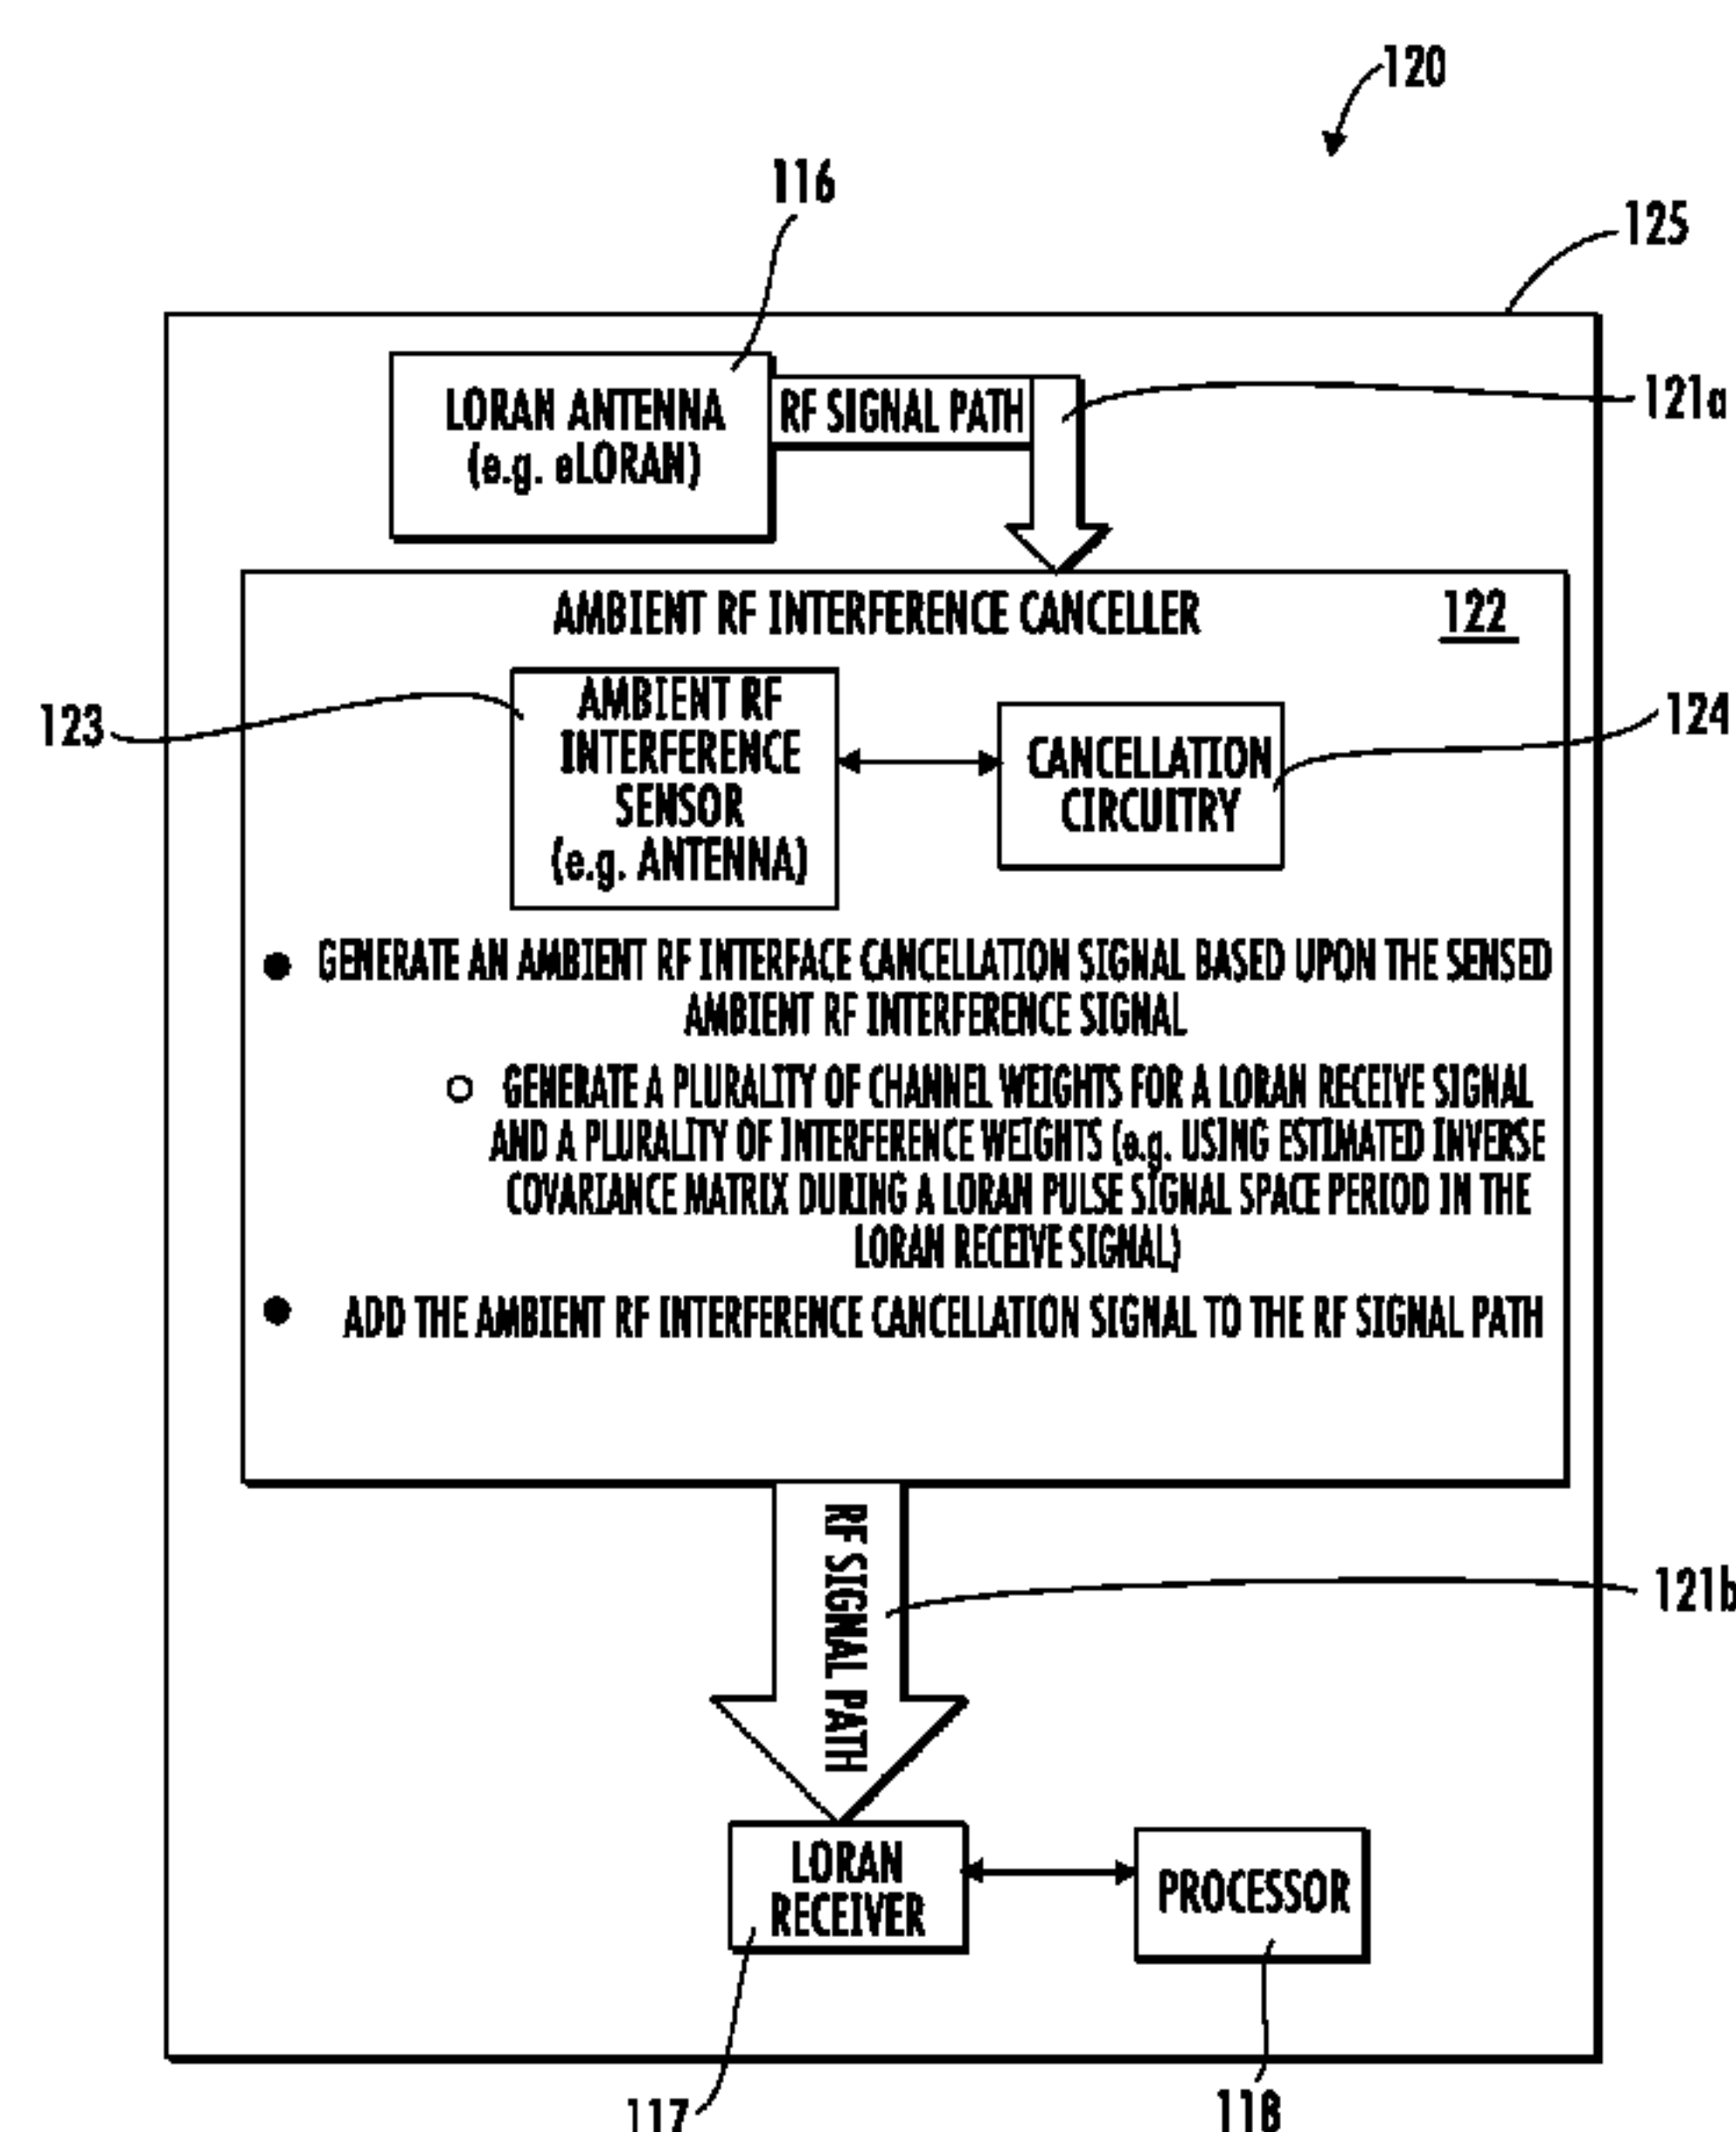 120
116
125
LORAN ANTENNA
(e.g. eLORAN)
RF SIGNAL PATH
121a
AMBIENT RF INTERFERENCE CANCELLER
122
123
AMBIENT RF
INTERFERENCE
SENSOR
(e.g. ANTENNA)
CANCELLATION
CIRCUITRY
124
● GENERATE AN AMBIENT RF INTERFACE CANCELLATION SIGNAL BASED UPON THE SENSED
AMBIENT RF INTERFERENCE SIGNAL
○ GENERATE A PLURALITY OF CHANNEL WEIGHTS FOR A LORAN RECEIVE SIGNAL
AND A PLURALITY OF INTERFERENCE WEIGHTS (e.g. USING ESTIMATED INVERSE
COVARIANCE MATRIX DURING A LORAN PULSE SIGNAL SPACE PERIOD IN THE
LORAN RECEIVE SIGNAL)
● ADD THE AMBIENT RF INTERFERENCE CANCELLATION SIGNAL TO THE RF SIGNAL PATH
RF SIGNAL PATH
121b
LORAN
RECEIVER
PROCESSOR
117
118